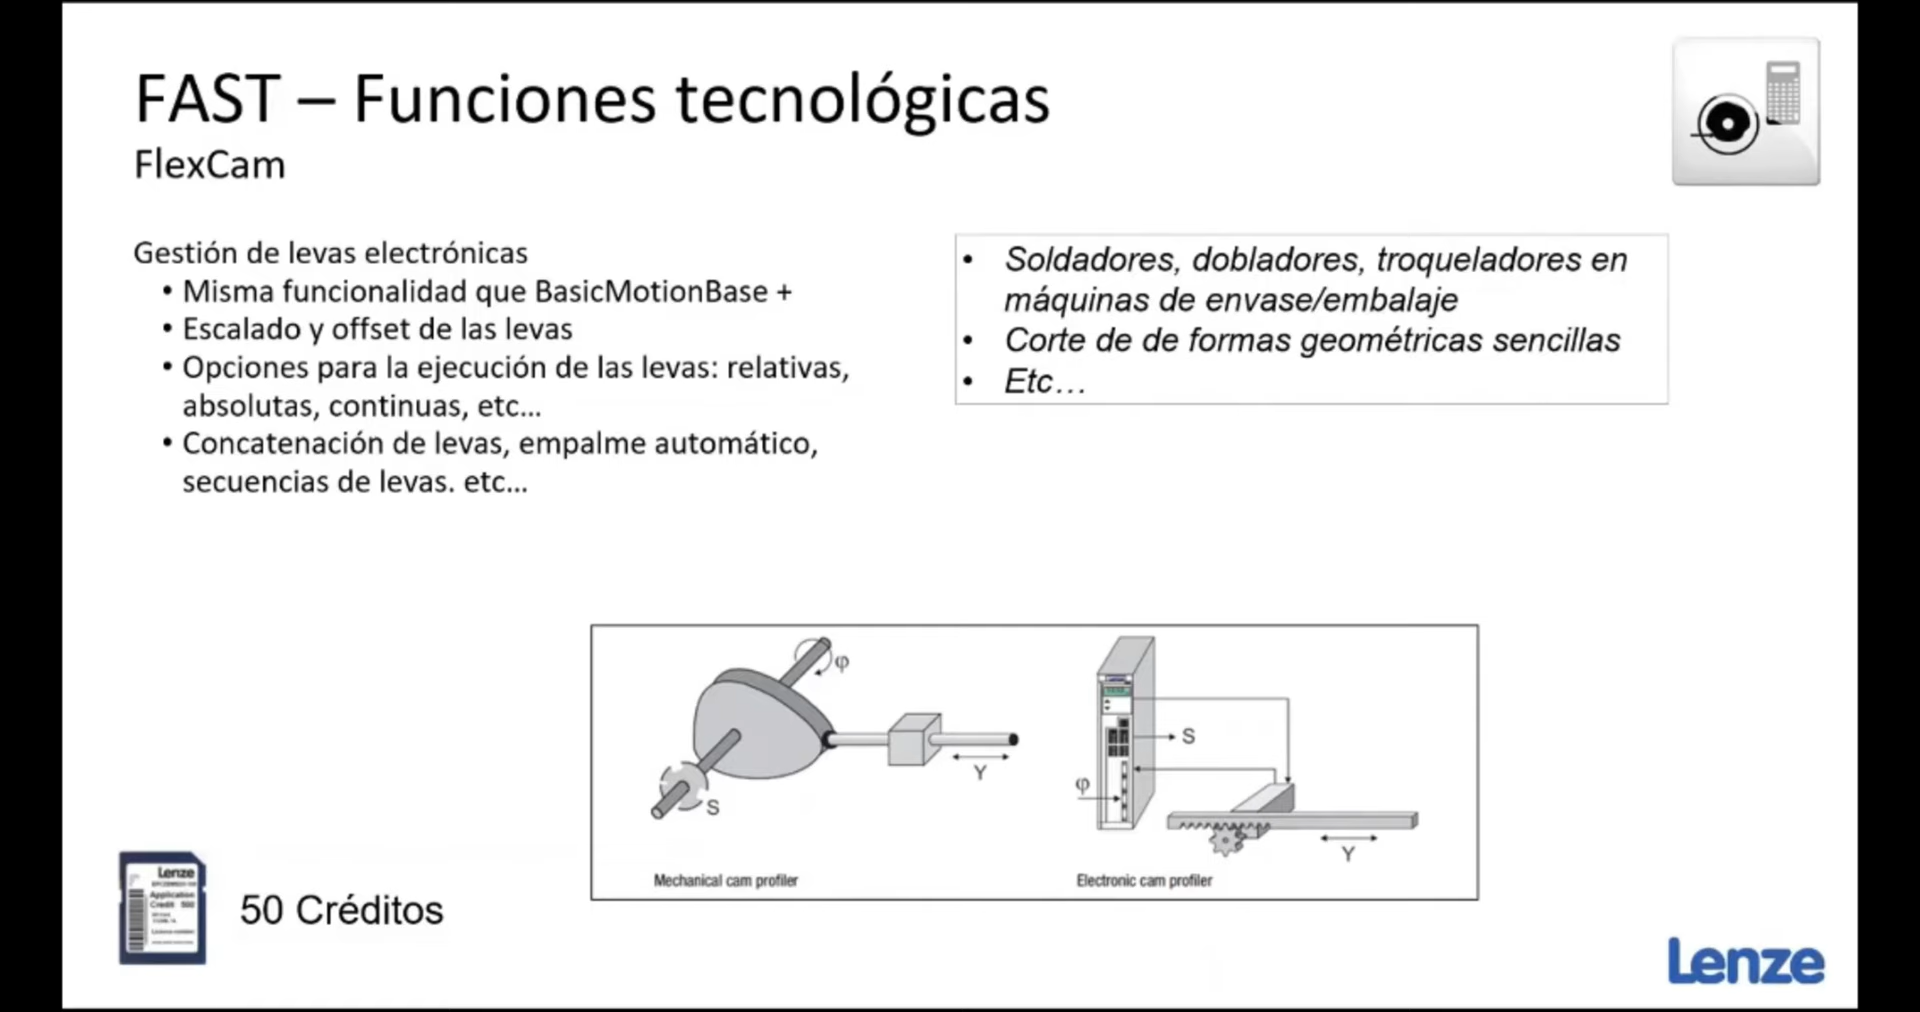 FAST – Funciones tecnológicas
FlexCam
Gestión de levas electrónicas
• Misma funcionalidad que BasicMotionBase +
• Escalado y offset de las levas
• Opciones para la ejecución de las levas: relativas,
absolutas, continuas, etc...
• Concatenación de levas, empalme automático,
secuencias de levas. etc...
• Soldadores, dobladores, troqueladores en
máquinas de envase/embalaje
• Corte de de formas geométricas sencillas
• Etc…
φ
S
Y
Mechanical cam profiler
S
φ
Y
Electronic cam profiler
Lenze
Application
Credit 500
50 Créditos
Lenze